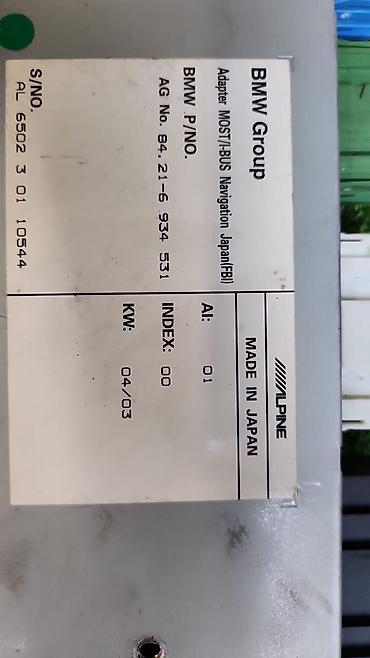 BMW Group
Adapter MOST/I-BUS Navigation Japan(FBI)
BMW P/NO.
AG No. 84. 21-6 934 531
S/NO.
AL 6502 3 01 10544
ALPINE
MADE IN JAPAN
AI: 01
INDEX: 00
KW: 04/03